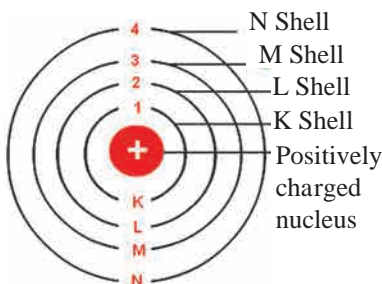 4
N Shell
3
M Shell
2
L Shell
1
K Shell
+
Positively
charged
nucleus
K
L
M
N